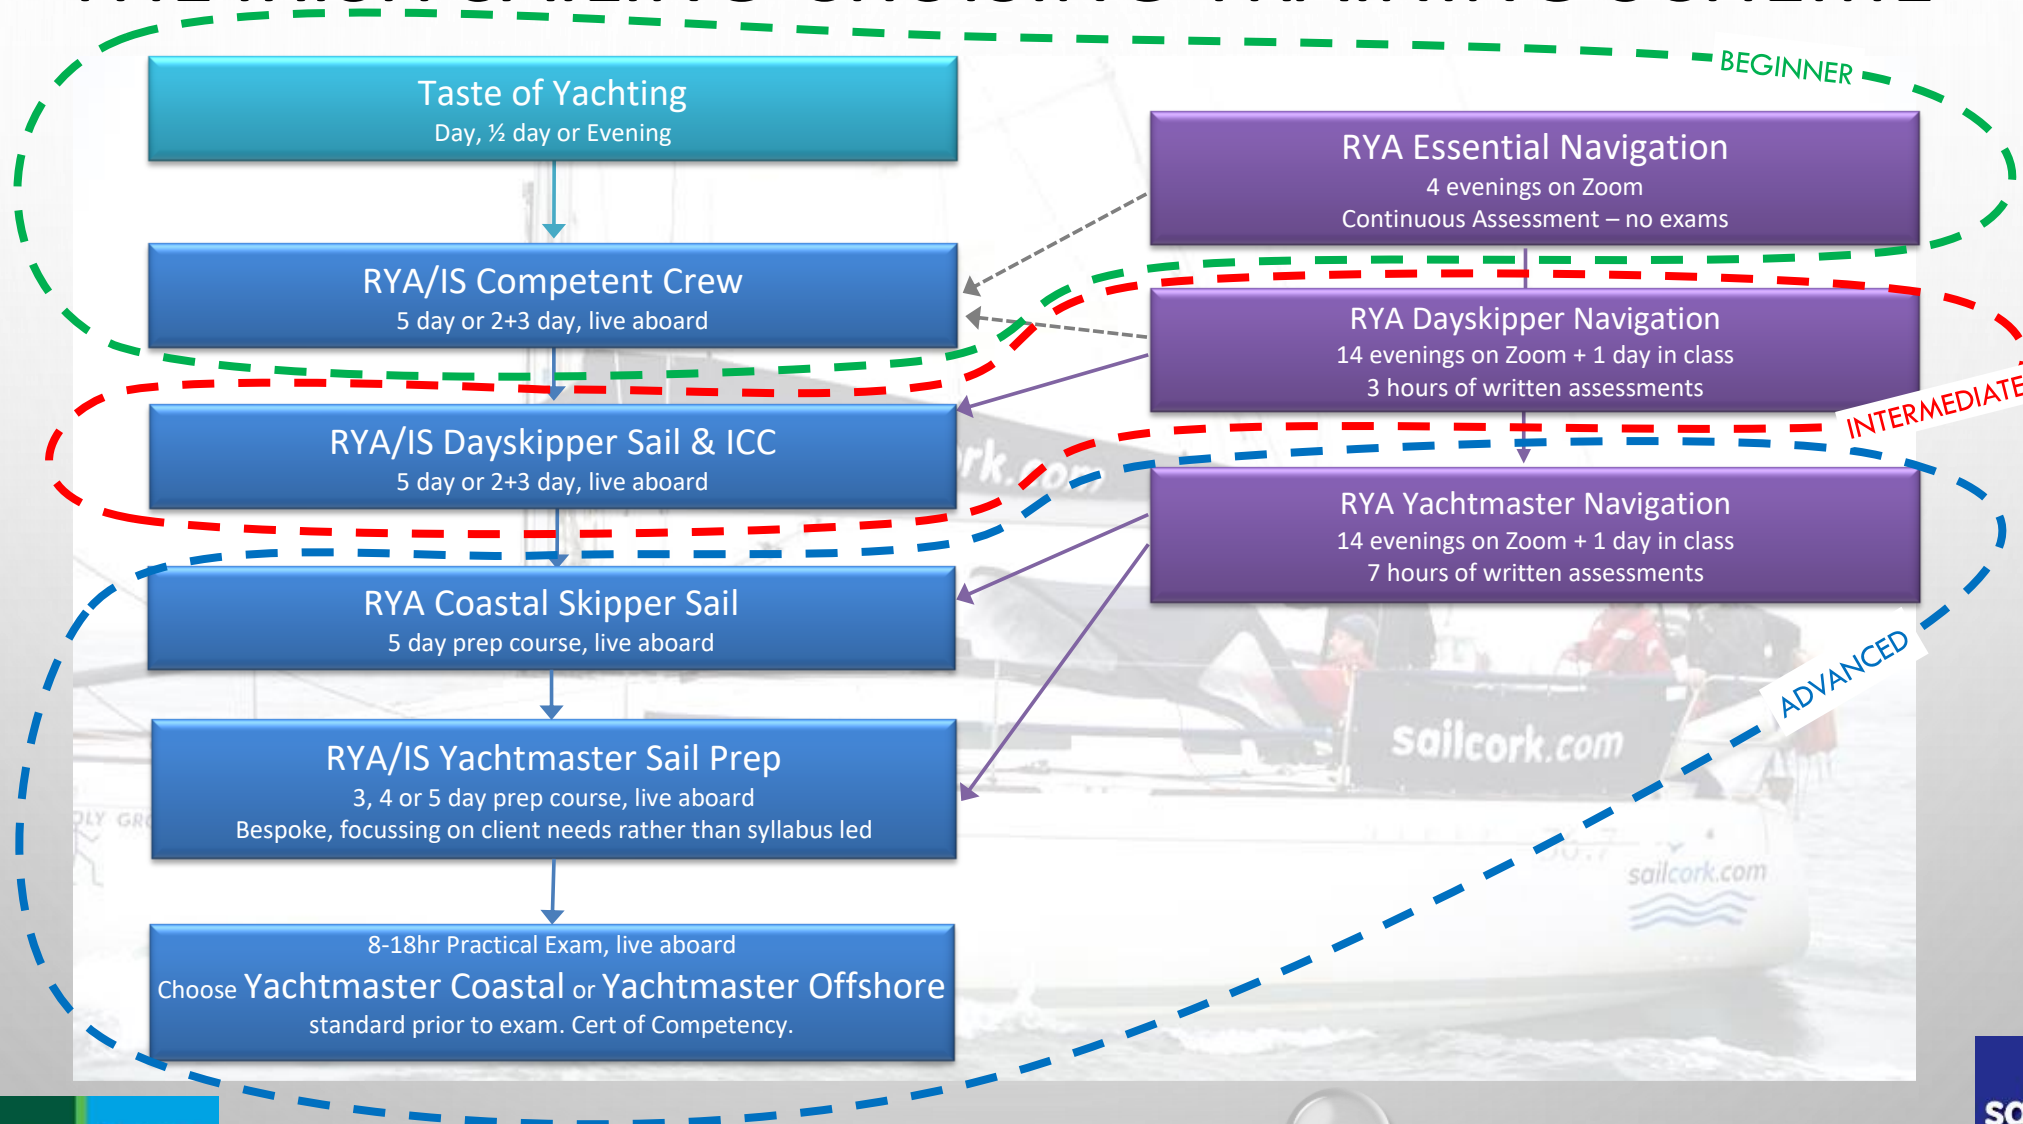 Taste of Yachting
Day, ½ day or Evening
RYA/IS Competent Crew
5 day or 2+3 day, live aboard
RYA/IS Dayskipper Sail & ICC
5 day or 2+3 day, live aboard
RYA Coastal Skipper Sail
5 day prep course, live aboard
RYA/IS Yachtmaster Sail Prep
3, 4 or 5 day prep course, live aboard
Bespoke, focussing on client needs rather than syllabus led
8-18hr Practical Exam, live aboard
Choose Yachtmaster Coastal or Yachtmaster Offshore
standard prior to exam. Cert of Competency.
BEGINNER
RYA Essential Navigation
4 evenings on Zoom
Continuous Assessment – no exams
RYA Dayskipper Navigation
14 evenings on Zoom + 1 day in class
3 hours of written assessments
INTERMEDIATE
RYA Yachtmaster Navigation
14 evenings on Zoom + 1 day in class
7 hours of written assessments
ADVANCED
rk.com
sailcork.com
36.7
sailcork.com